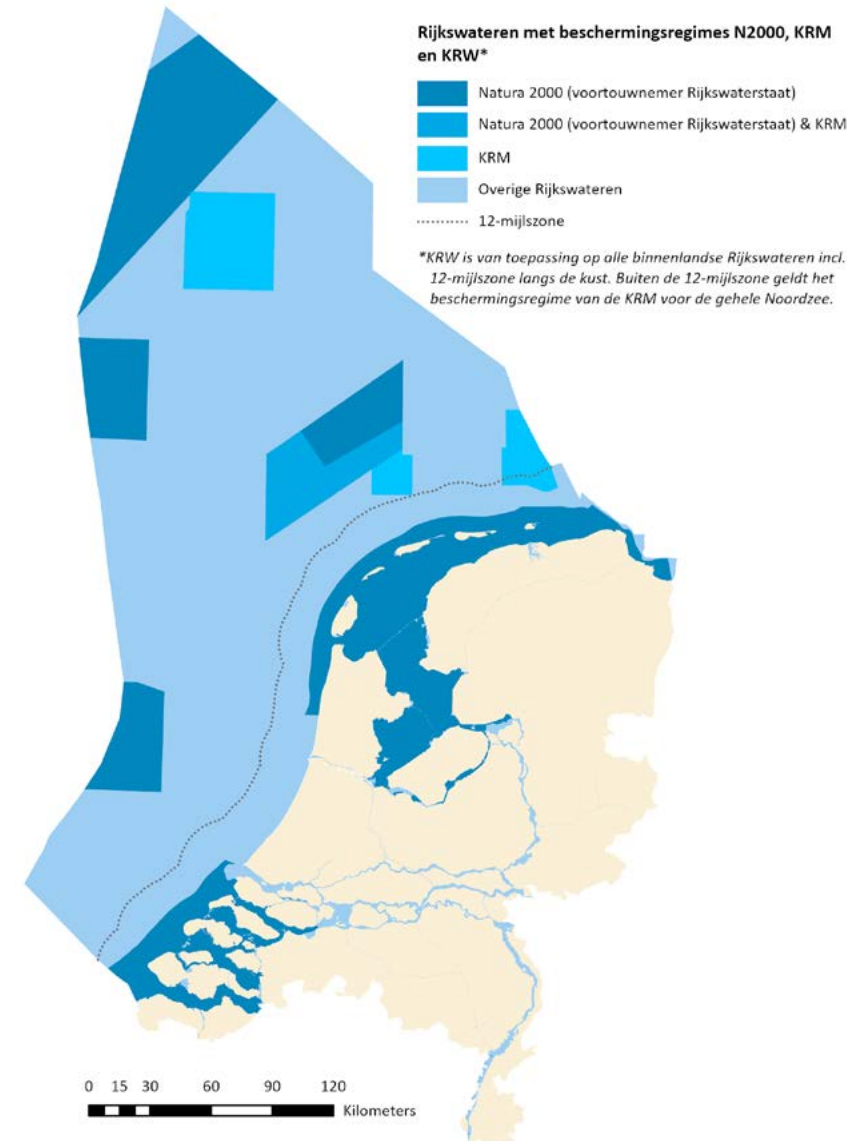 Rijkswateren met beschermingsregimes N2000, KRM
en KRW*
Natura 2000 (voortouwnemer Rijkswaterstaat)
Natura 2000 (voortouwnemer Rijkswaterstaat) & KRM
KRM
Overige Rijkswateren
12-mijlszone
*KRW is van toepassing op alle binnenlandse Rijkswateren incl.
12-mijlszone langs de kust. Buiten de 12-mijlszone geldt het
beschermingsregime van de KRM voor de gehele Noordzee.
0 15 30 60 90 120
Kilometers